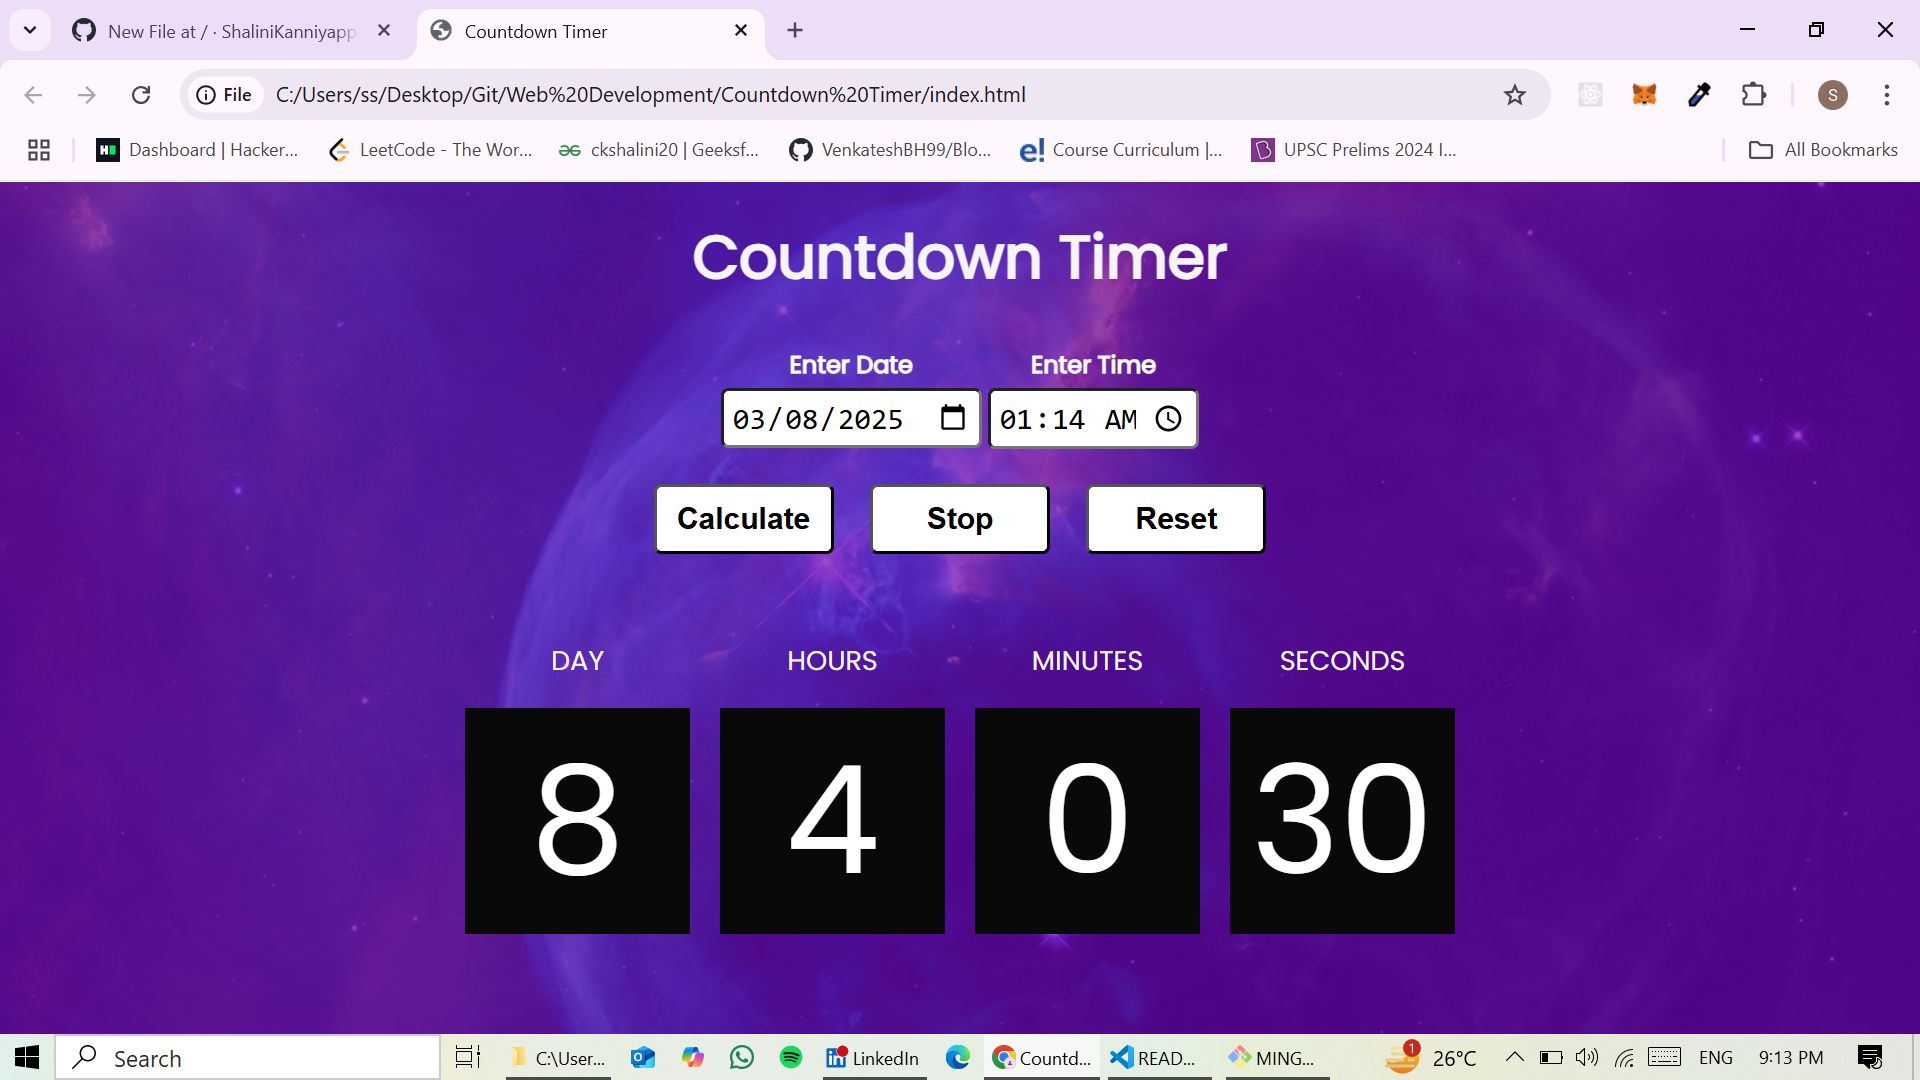 New File at / · ShaliniKanniyapp
Countdown Timer
File
C:/Users/ss/Desktop/Git/Web%20Development/Countdown%20Timer/index.html
S
Dashboard | Hacker...
LeetCode - The Wor...
ckshalini20 | Geeksf...
VenkateshBH99/Blo...
Course Curriculum |...
UPSC Prelims 2024 I...
All Bookmarks
Countdown Timer
Enter Date
Enter Time
03/08/2025
01:14 AM
Calculate
Stop
Reset
DAY
HOURS
MINUTES
SECONDS
8
4
0
30
Search
C:\User...
LinkedIn
Countd...
READ...
MING...
1
26°C
ENG
9:13 PM